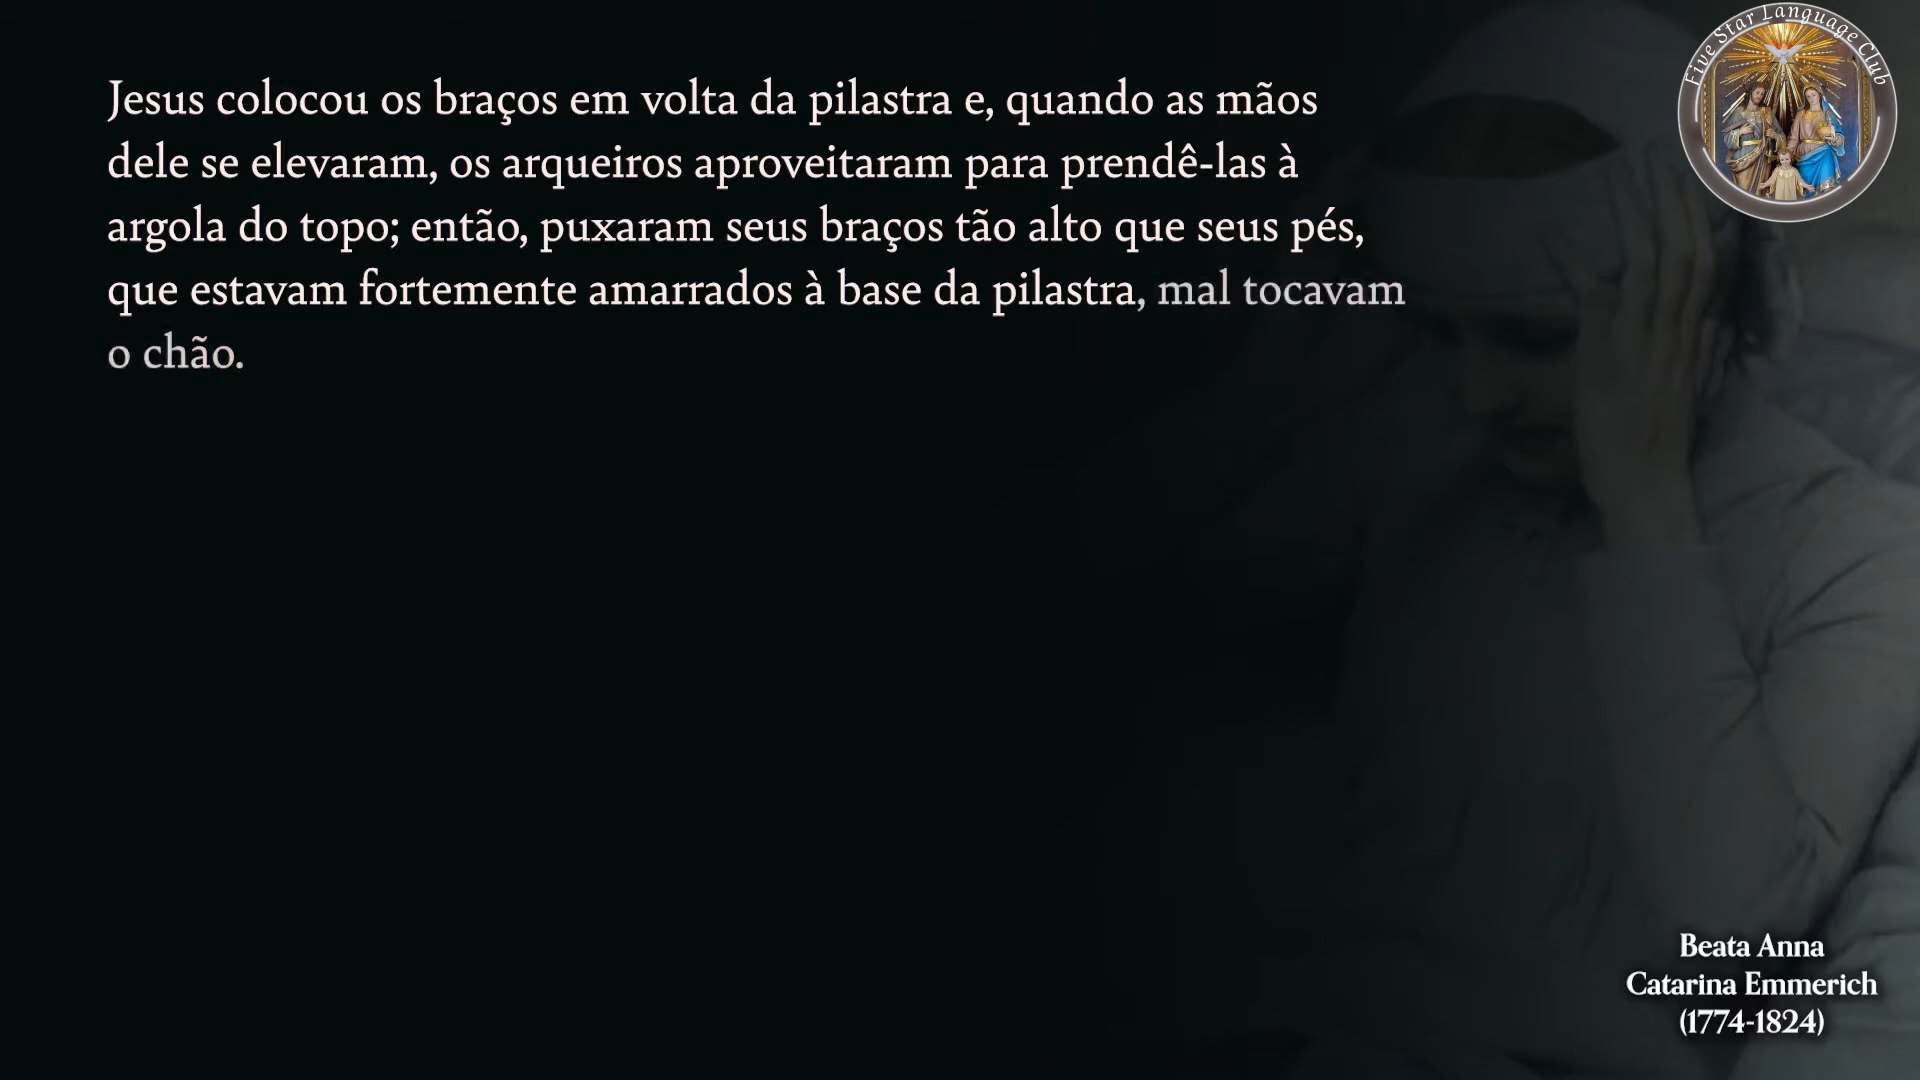 Five Star Language Club
Jesus colocou os braços em volta da pilastra e, quando as mãos
dele se elevaram, os arqueiros aproveitaram para prendê-las à
argola do topo; então, puxaram seus braços tão alto que seus pés,
que estavam fortemente amarrados à base da pilastra, mal tocavam
o chão.
Beata Anna
Catarina Emmerich
(1774-1824)